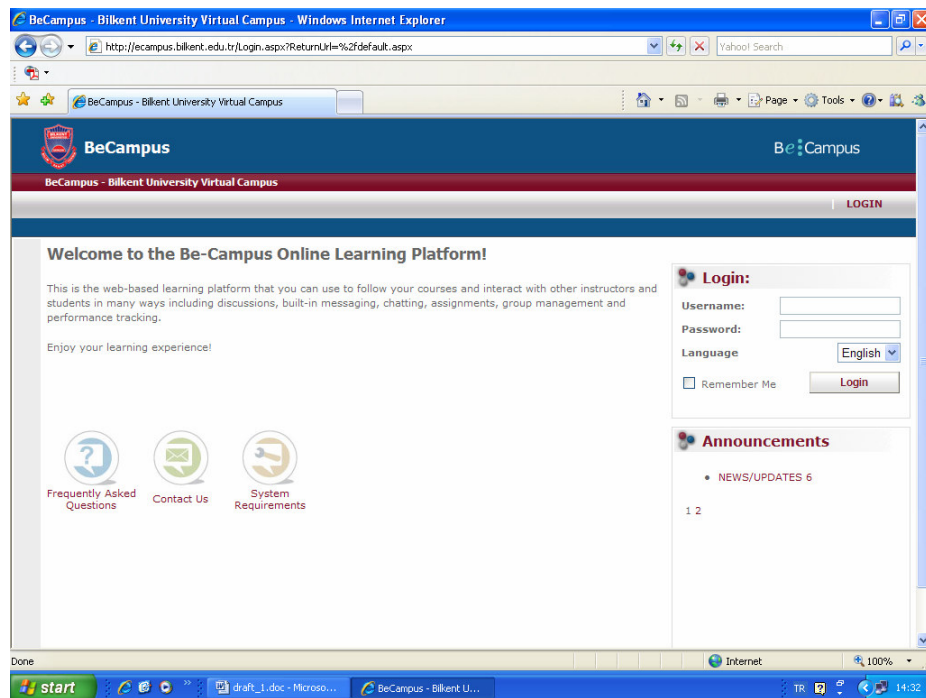 BeCampus - Bilkent University Virtual Campus - Windows Internet Explorer
http://ecampus.bilkent.edu.tr/Login.aspx?ReturnUrl=%2fdefault.aspx
Yahoo! Search
BeCampus - Bilkent University Virtual Campus
Page
Tools
BeCampus
Be Campus
BeCampus - Bilkent University Virtual Campus
LOGIN
Welcome to the Be-Campus Online Learning Platform!
This is the web-based learning platform that you can use to follow your courses and interact with other instructors and
students in many ways including discussions, built-in messaging, chatting, assignments, group management and
performance tracking.
Enjoy your learning experience!
Frequently Asked
Questions
Contact Us
System
Requirements
Login:
Username:
Password:
Language
English
Remember Me
Login
Announcements
• NEWS/UPDATES 6
1 2
Done
Internet
100%
start
draft_1.doc - Microso...
BeCampus - Bilkent U...
TR
14:32